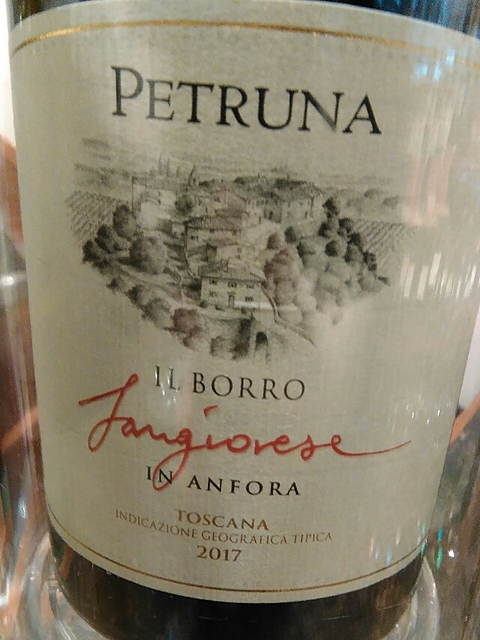 PETRUNA
IL BORRO
Sangiovese
IN ANFORA
TOSCANA
INDICAZIONE GEOGRAFICA TIPICA
2017